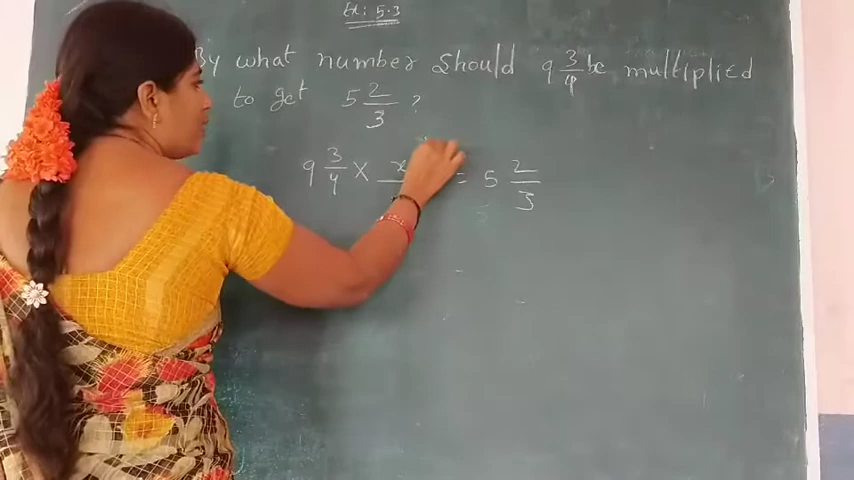 Ex: 5.3
By what number should 9 3/4 be multiplied
to get 5 2/3 ?
9 3/4 x x = 5 2/3